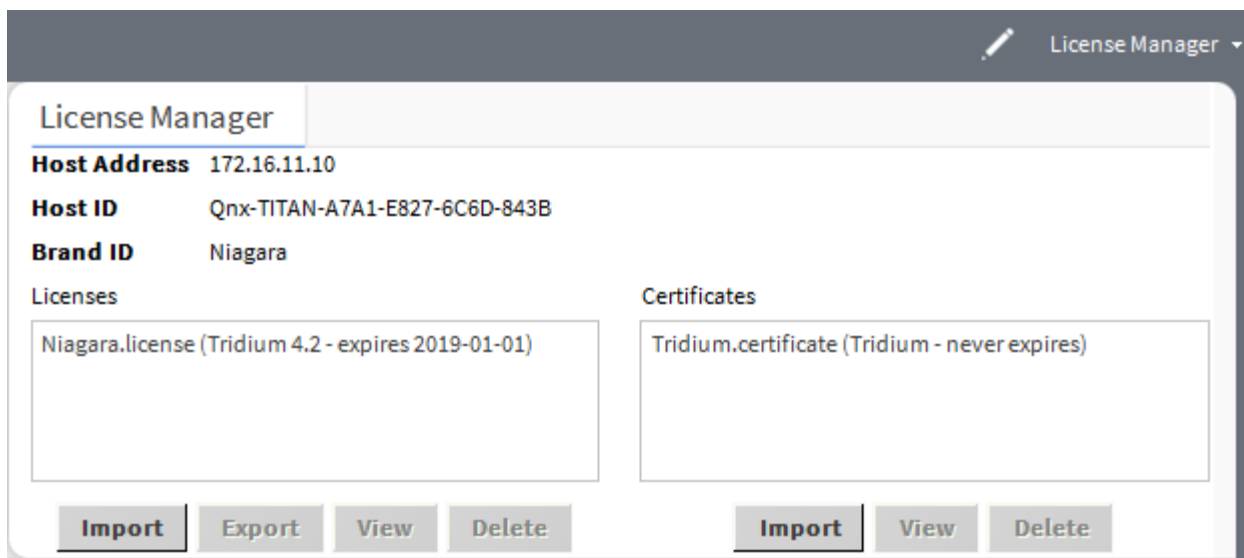 License Manager
License Manager
Host Address 172.16.11.10
Host ID Qnx-TITAN-A7A1-E827-6C6D-843B
Brand ID Niagara
Licenses Certificates
Niagara.license (Tridium 4.2 - expires 2019-01-01) Tridium.certificate (Tridium - never expires)
Import Export View Delete Import View Delete